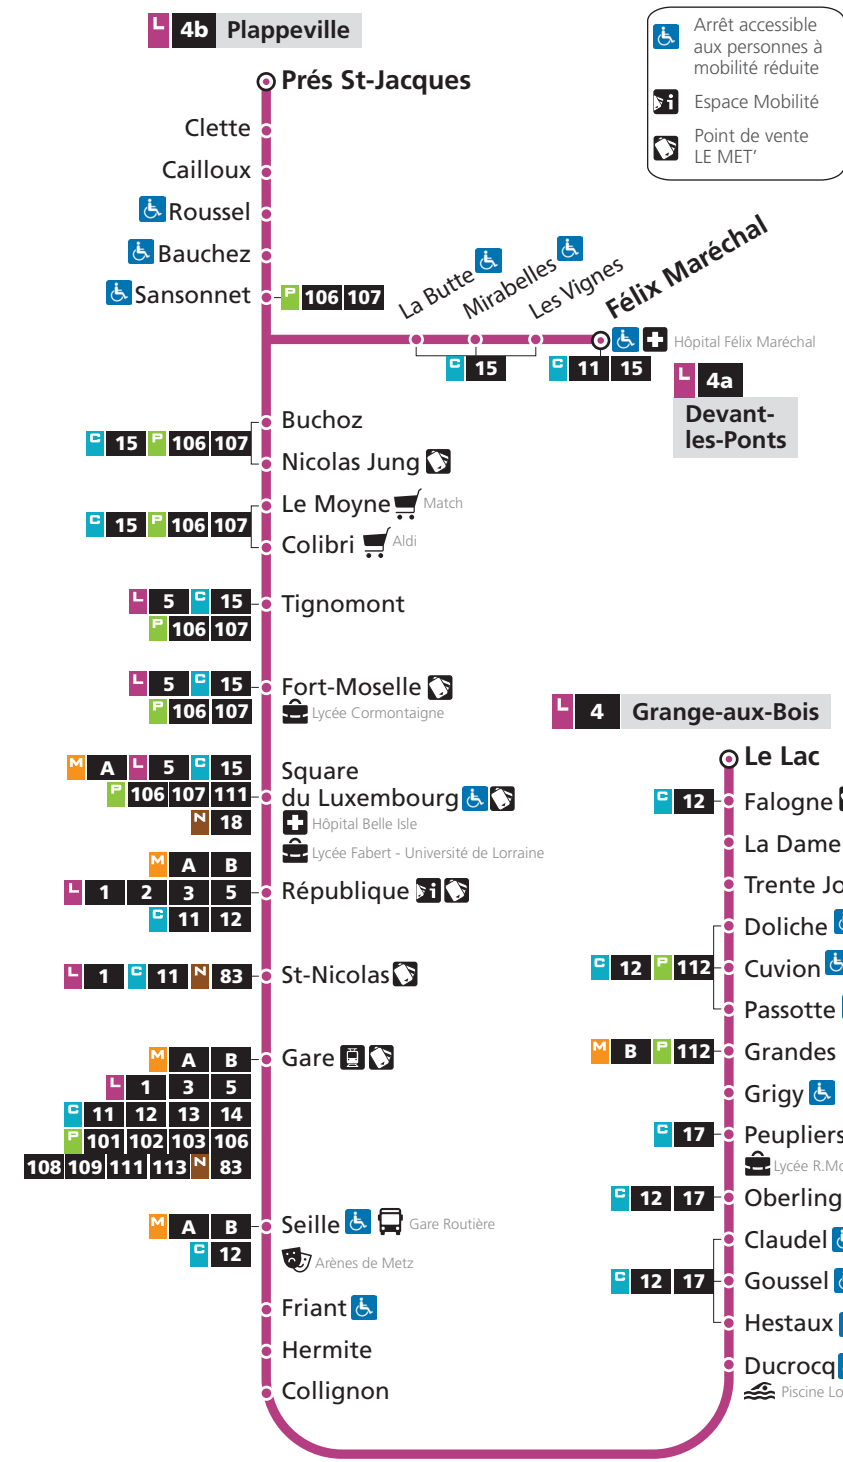 L 4b Plappeville
Arrêt accessible
aux personnes à
mobilité réduite
Espace Mobilité
Point de vente
LE MET'
Prés St-Jacques
Clette
Cailloux
Roussel
Bauchez
Sansonnet P 106 107
La Butte
Mirabelles
Les Vignes
Félix Maréchal
Hôpital Félix Maréchal
C 15
C 11 15
L 4a
Devant-
les-Ponts
Buchoz
C 15 P 106 107
Nicolas Jung
Le Moyne Match
C 15 P 106 107
Colibri Aldi
L 5 C 15 Tignomont
P 106 107
L 5 C 15 Fort-Moselle
P 106 107 Lycée Cormontaigne
M A L 5 C 15 Square
P 106 107 111 du Luxembourg
N 18 Hôpital Belle Isle
Lycée Fabert - Université de Lorraine
M A B
L 1 2 3 5 République
C 11 12
L 1 C 11 N 83 St-Nicolas
M A B Gare
L 1 3 5
C 11 12 13 14
P 101 102 103 106
108 109 111 113 N 83
M A B Seille Gare Routière
C 12 Arènes de Metz
Friant
Hermite
Collignon
L 4 Grange-aux-Bois
Le Lac
C 12 Falogne
La Dame
Trente Jo
Doliche
C 12 P 112 Cuvion
Passotte
M B P 112 Grandes
Grigy
C 17 Peupliers
Lycée R.Mo
C 12 17 Oberling
Claudel
C 12 17 Goussel
Hestaux
Ducrocq
Piscine Lo